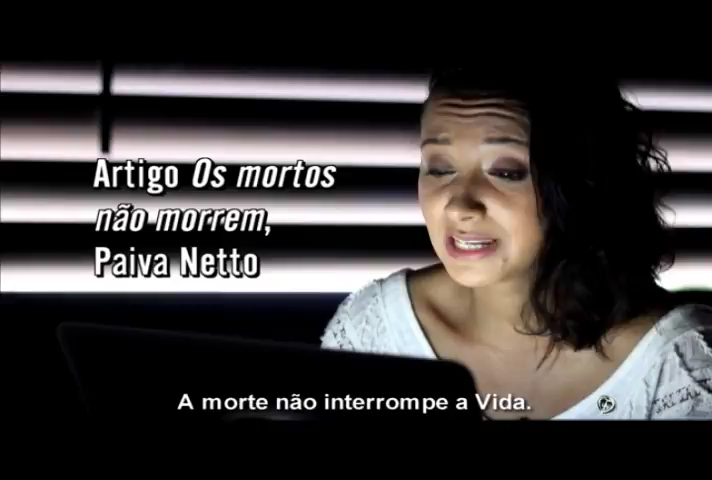 Artigo Os mortos
não morrem,
Paiva Netto
A morte não interrompe a Vida.